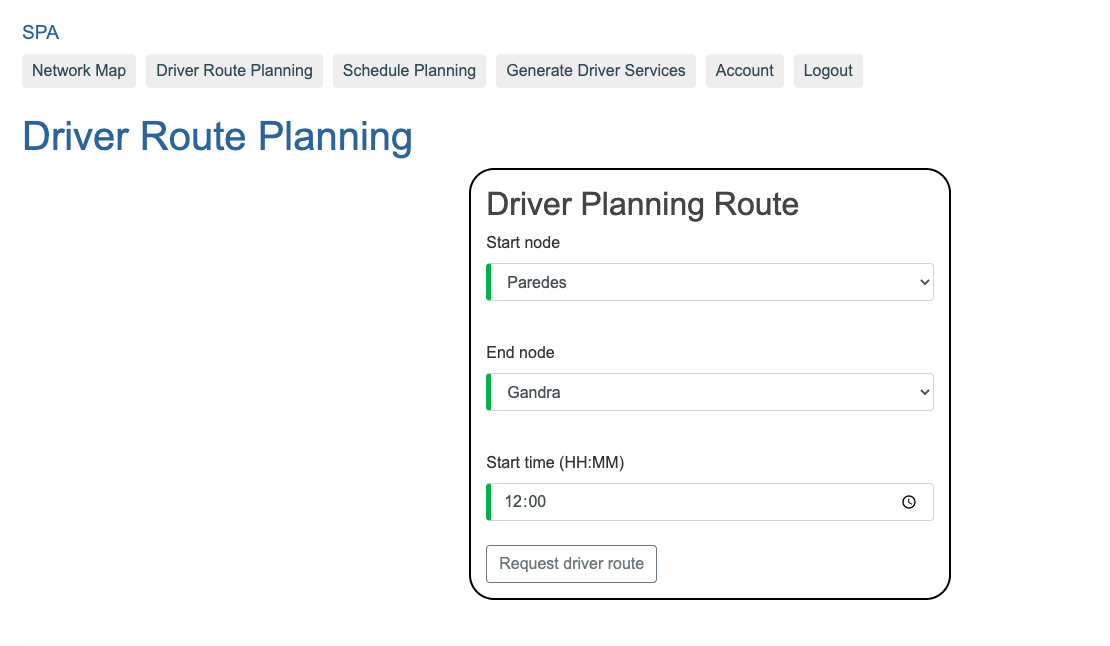 SPA
Network Map Driver Route Planning Schedule Planning Generate Driver Services Account Logout
Driver Route Planning
Driver Planning Route
Start node
Paredes
End node
Gandra
Start time (HH:MM)
12:00
Request driver route